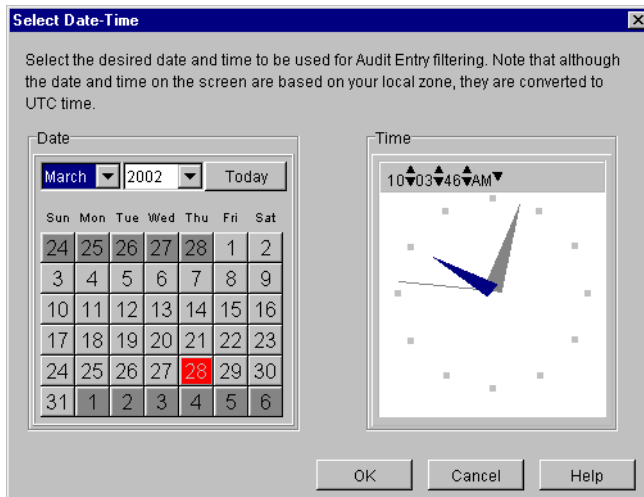 Select Date-Time
Select the desired date and time to be used for Audit Entry filtering. Note that although
the date and time on the screen are based on your local zone, they are converted to
UTC time.
Date
March 2002 Today
Sun Mon Tue Wed Thu Fri Sat
24 25 26 27 28 1 2
3 4 5 6 7 8 9
10 11 12 13 14 15 16
17 18 19 20 21 22 23
24 25 26 27 28 29 30
31 1 2 3 4 5 6
Time
10 03 46 AM
OK Cancel Help